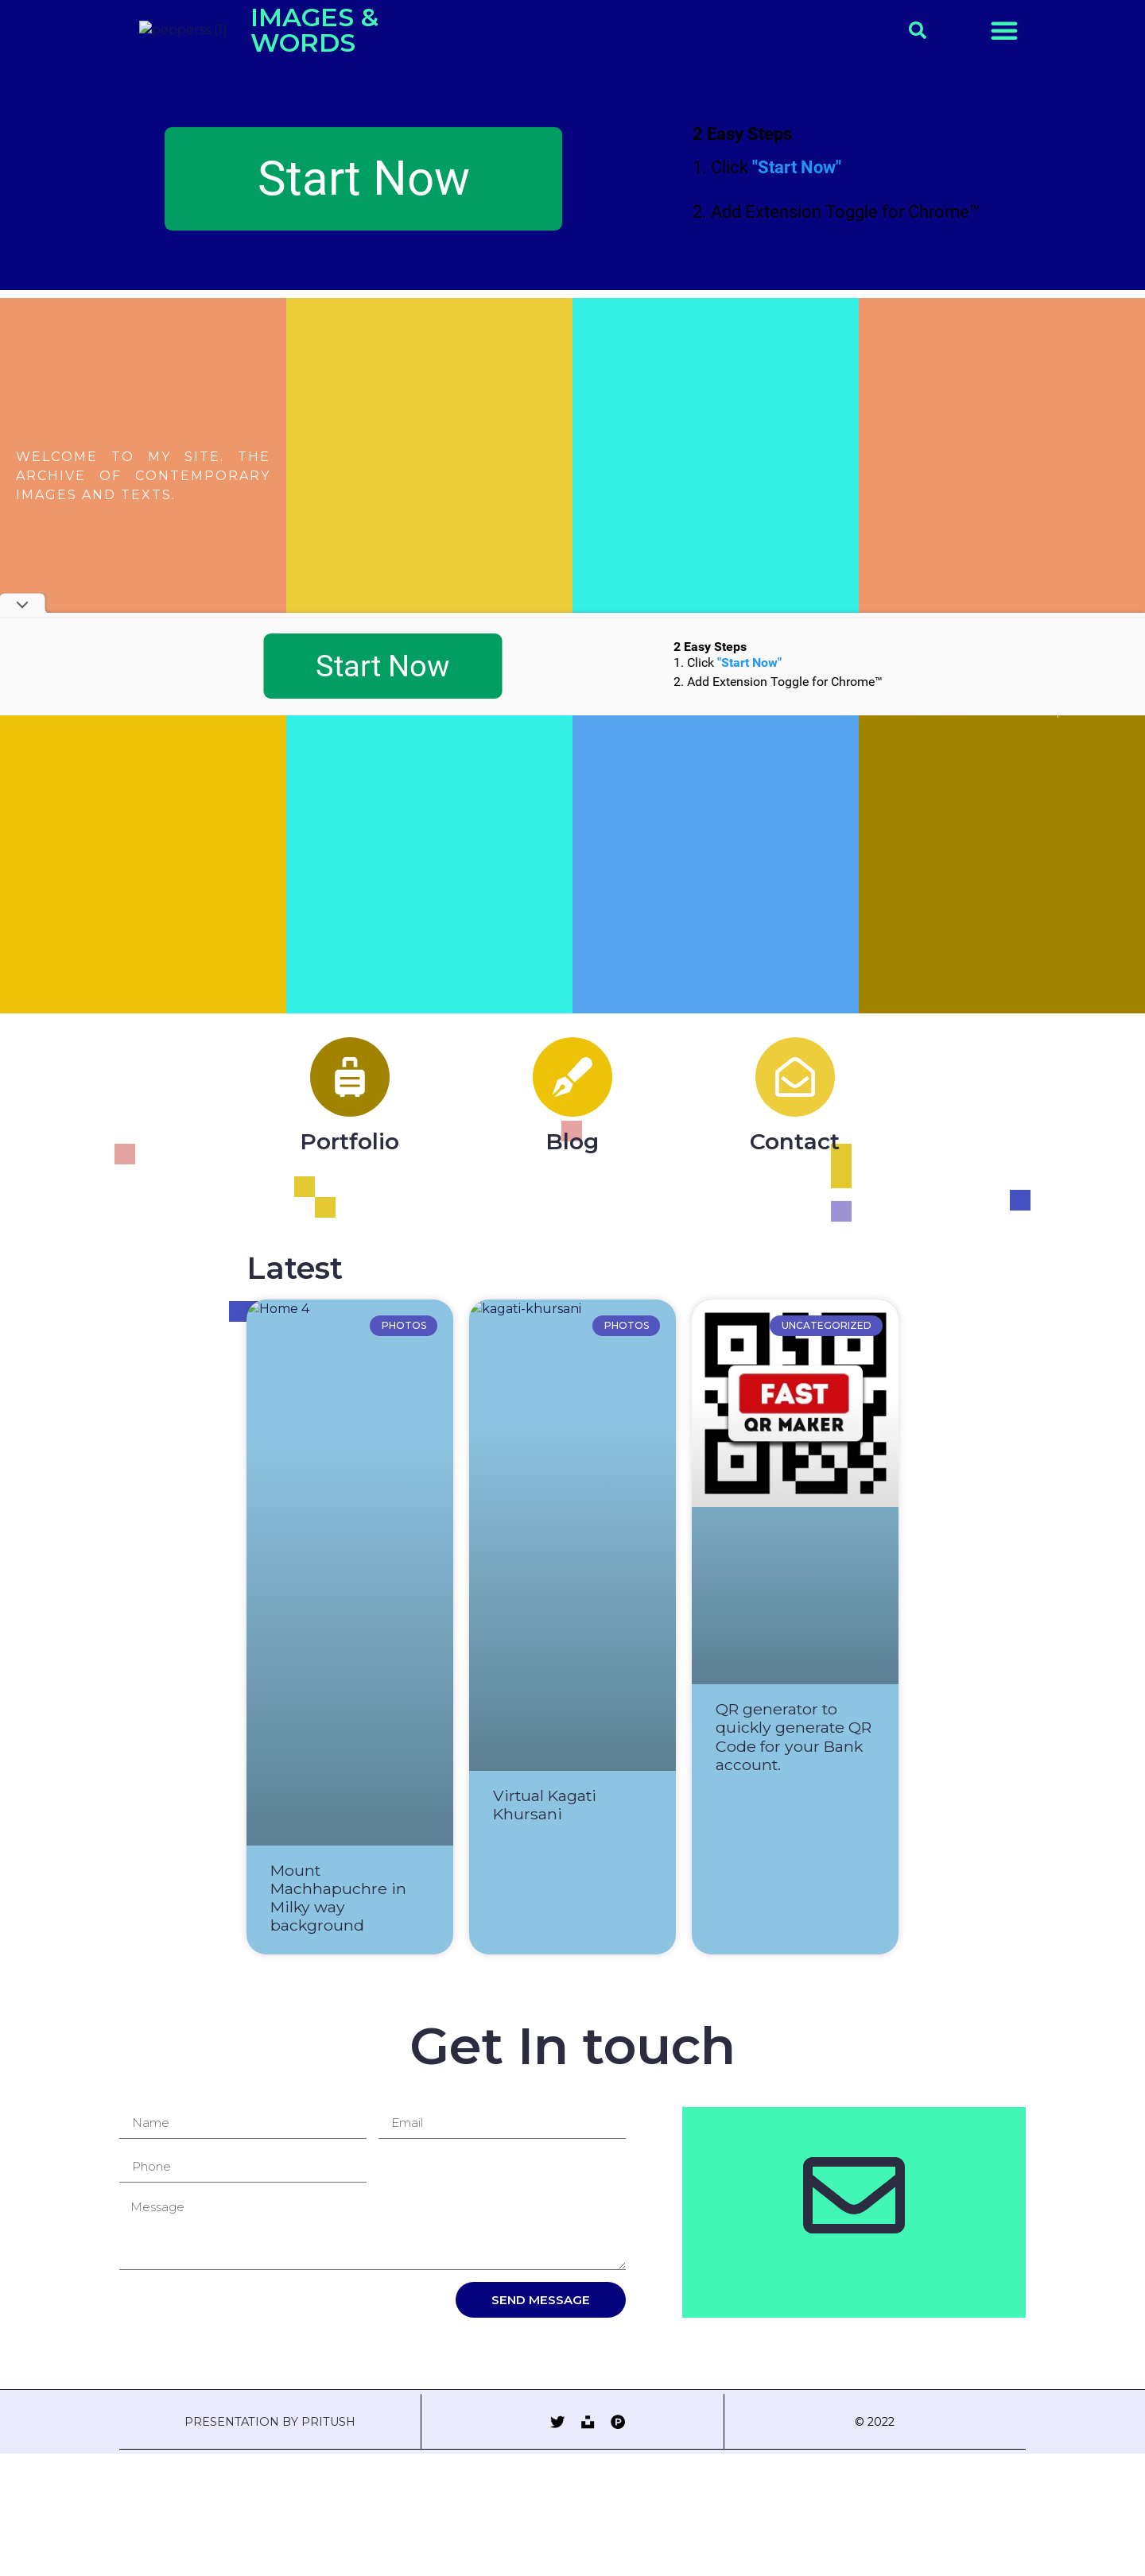 pepperss (1)
IMAGES &
WORDS
Start Now
2 Easy Steps
1. Click "Start Now"
2. Add Extension Toggle for Chrome™
WELCOME TO MY SITE. THE
ARCHIVE OF CONTEMPORARY
IMAGES AND TEXTS.
Start Now
2 Easy Steps
1. Click "Start Now"
2. Add Extension Toggle for Chrome™
Portfolio
Blog
Contact
Latest
Home 4
PHOTOS
kagati-khursani
PHOTOS
UNCATEGORIZED
FAST
QR MAKER
Mount
Machhapuchre in
Milky way
background
Virtual Kagati
Khursani
QR generator to
quickly generate QR
Code for your Bank
account.
Get In touch
Name
Email
Phone
Message
SEND MESSAGE
PRESENTATION BY PRITUSH
© 2022